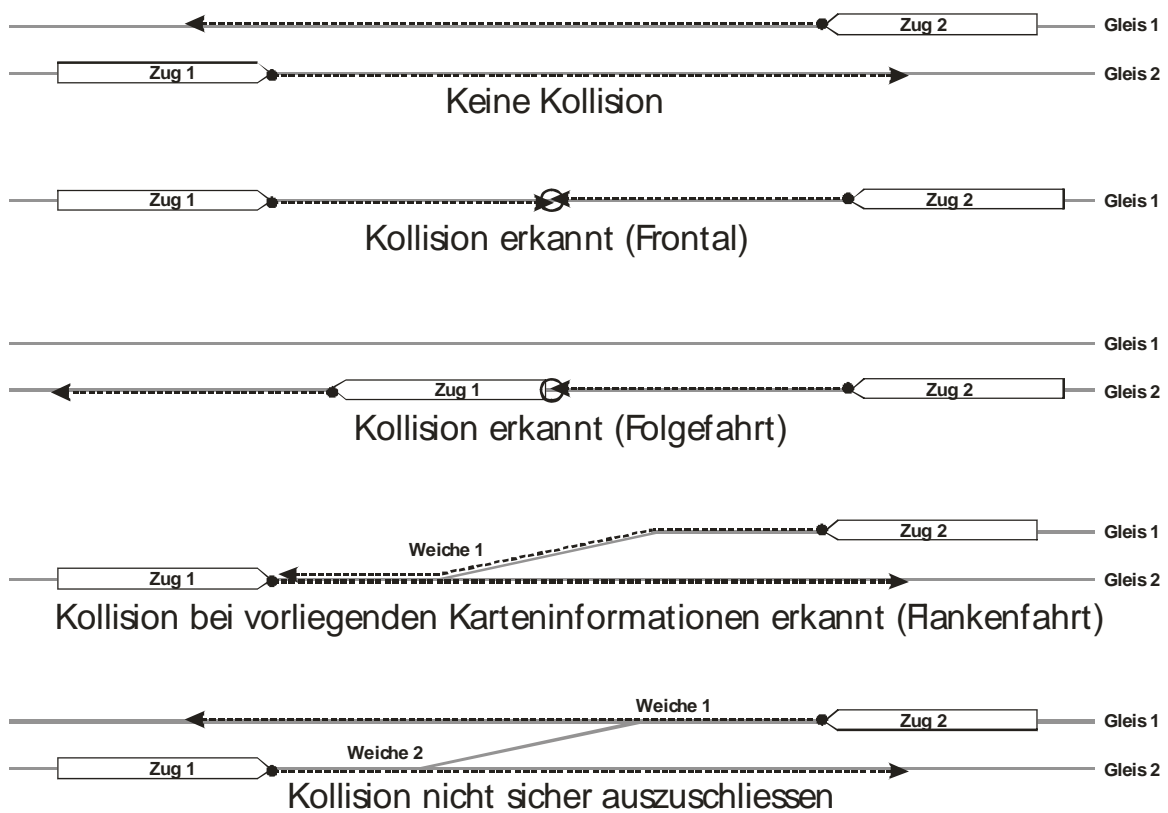 Zug 2 Gleis 1
Zug 1 Gleis 2
Keine Kollision
Zug 1 Zug 2 Gleis 1
Kollision erkannt (Frontal)
Gleis 1
Zug 1 Zug 2 Gleis 2
Kollision erkannt (Folgefahrt)
Zug 2 Gleis 1
Weiche 1
Zug 1 Gleis 2
Kollision bei vorliegenden Karteninformationen erkannt (Flankenfahrt)
Weiche 1
Zug 2 Gleis 1
Weiche 2
Zug 1 Gleis 2
Kollision nicht sicher auszuschliessen